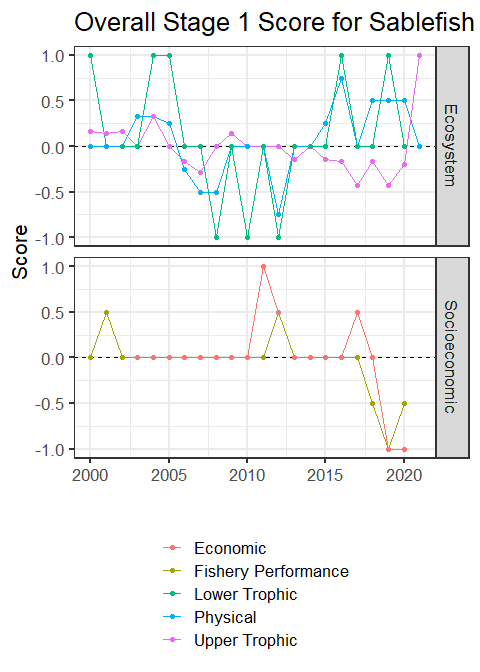 Overall Stage 1 Score for Sablefish
1.0
0.5
0.0
-0.5
-1.0
Ecosystem
Score
1.0
0.5
0.0
-0.5
-1.0
Socioeconomic
2000 2005 2010 2015 2020
Economic
Fishery Performance
Lower Trophic
Physical
Upper Trophic